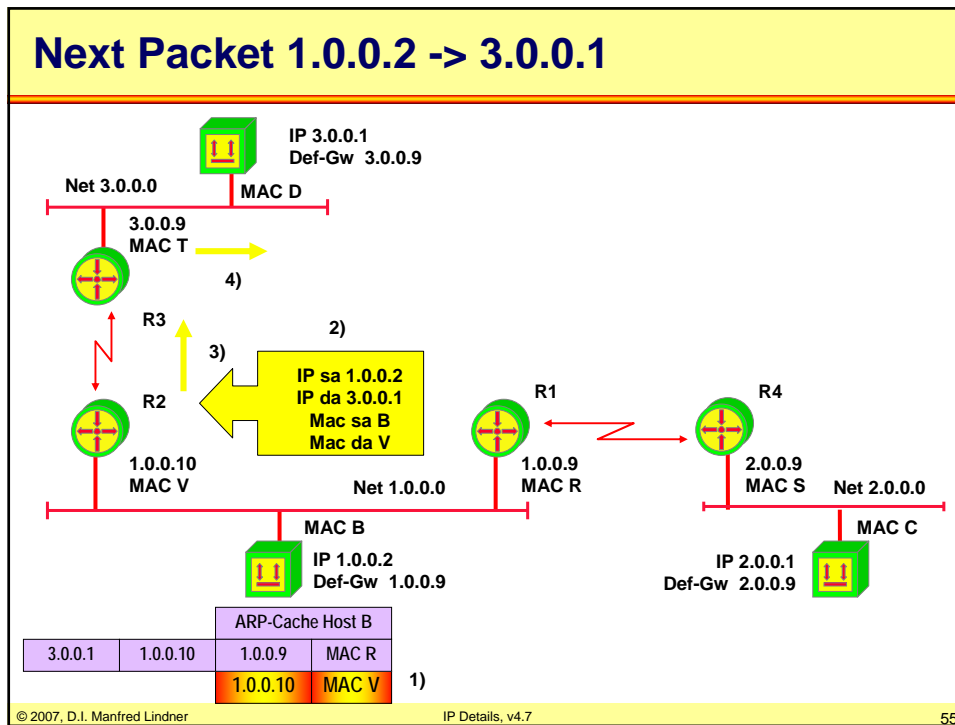 Next Packet 1.0.0.2 -> 3.0.0.1
IP 3.0.0.1
Def-Gw 3.0.0.9
Net 3.0.0.0
MAC D
3.0.0.9
MAC T
4)
R3
2)
3)
IP sa 1.0.0.2
IP da 3.0.0.1
Mac sa B
Mac da V
R2
R1
R4
1.0.0.10
MAC V
1.0.0.9
MAC R
2.0.0.9
MAC S
Net 1.0.0.0
Net 2.0.0.0
MAC B
MAC C
IP 1.0.0.2
Def-Gw 1.0.0.9
IP 2.0.0.1
Def-Gw 2.0.0.9
ARP-Cache Host B
3.0.0.1 1.0.0.10 1.0.0.9 MAC R
1.0.0.10 MAC V 1)
© 2007, D.I. Manfred Lindner IP Details, v4.7 55